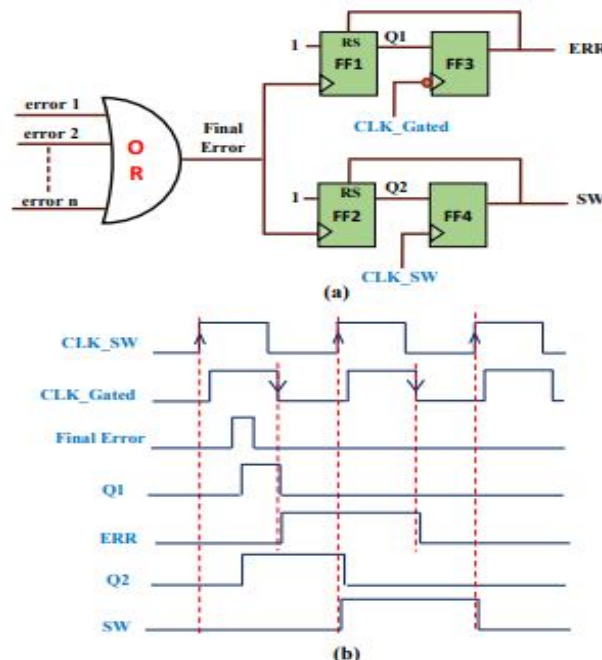 RS
Q1
1
FF1
FF3
ERR
error 1
error 2
error n
O
R
Final
Error
CLK_Gated
RS
Q2
1
FF2
FF4
SW
CLK_SW
(a)
CLK_SW
CLK_Gated
Final Error
Q1
ERR
Q2
SW
(b)